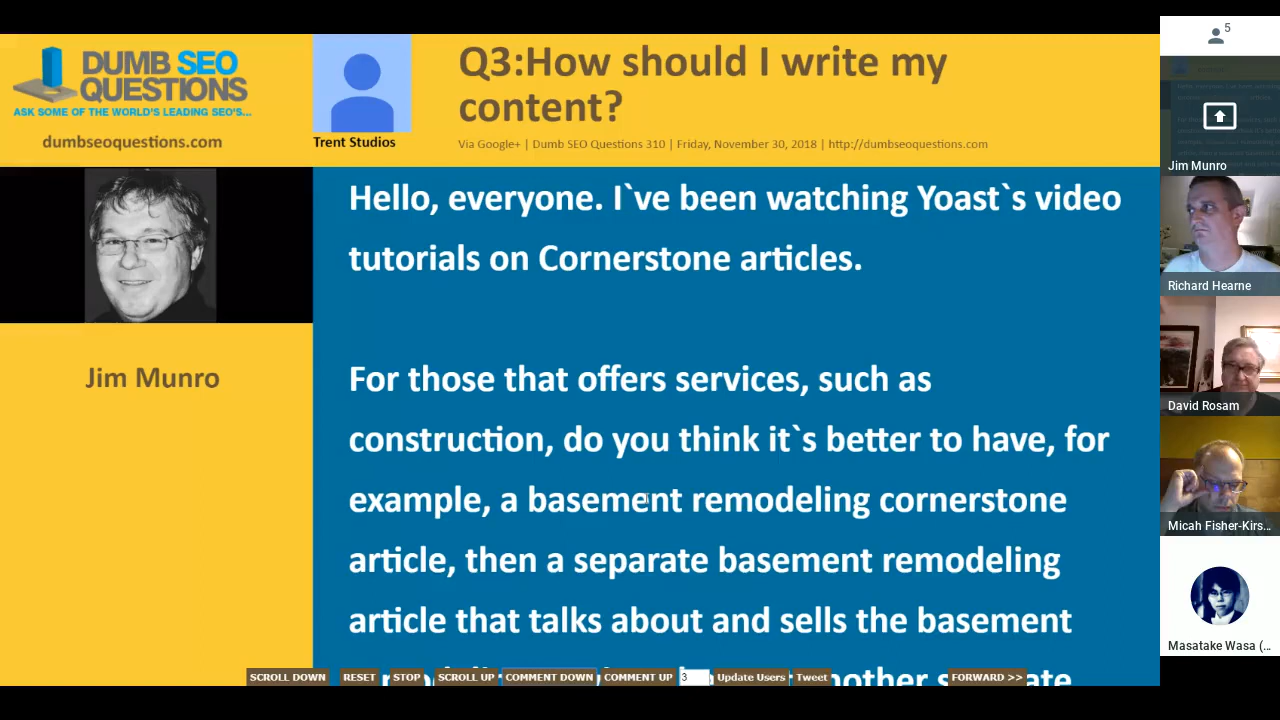 DUMB SEO
QUESTIONS
ASK SOME OF THE WORLD'S LEADING SEO'S...
dumbseoquestions.com
Trent Studios
Q3:How should I write my
content?
Via Google+ | Dumb SEO Questions 310 | Friday, November 30, 2018 | http://dumbseoquestions.com
Jim Munro
Hello, everyone. I`ve been watching Yoast`s video
tutorials on Cornerstone articles.
For those that offers services, such as
construction, do you think it`s better to have, for
example, a basement remodeling cornerstone
article, then a separate basement remodeling
article that talks about and sells the basement
SCROLL DOWN RESET STOP SCROLL UP COMMENT DOWN COMMENT UP 3 Update Users Tweet FORWARD >>
5
Jim Munro
Richard Hearne
David Rosam
Micah Fisher-Kirs...
Masatake Wasa (...